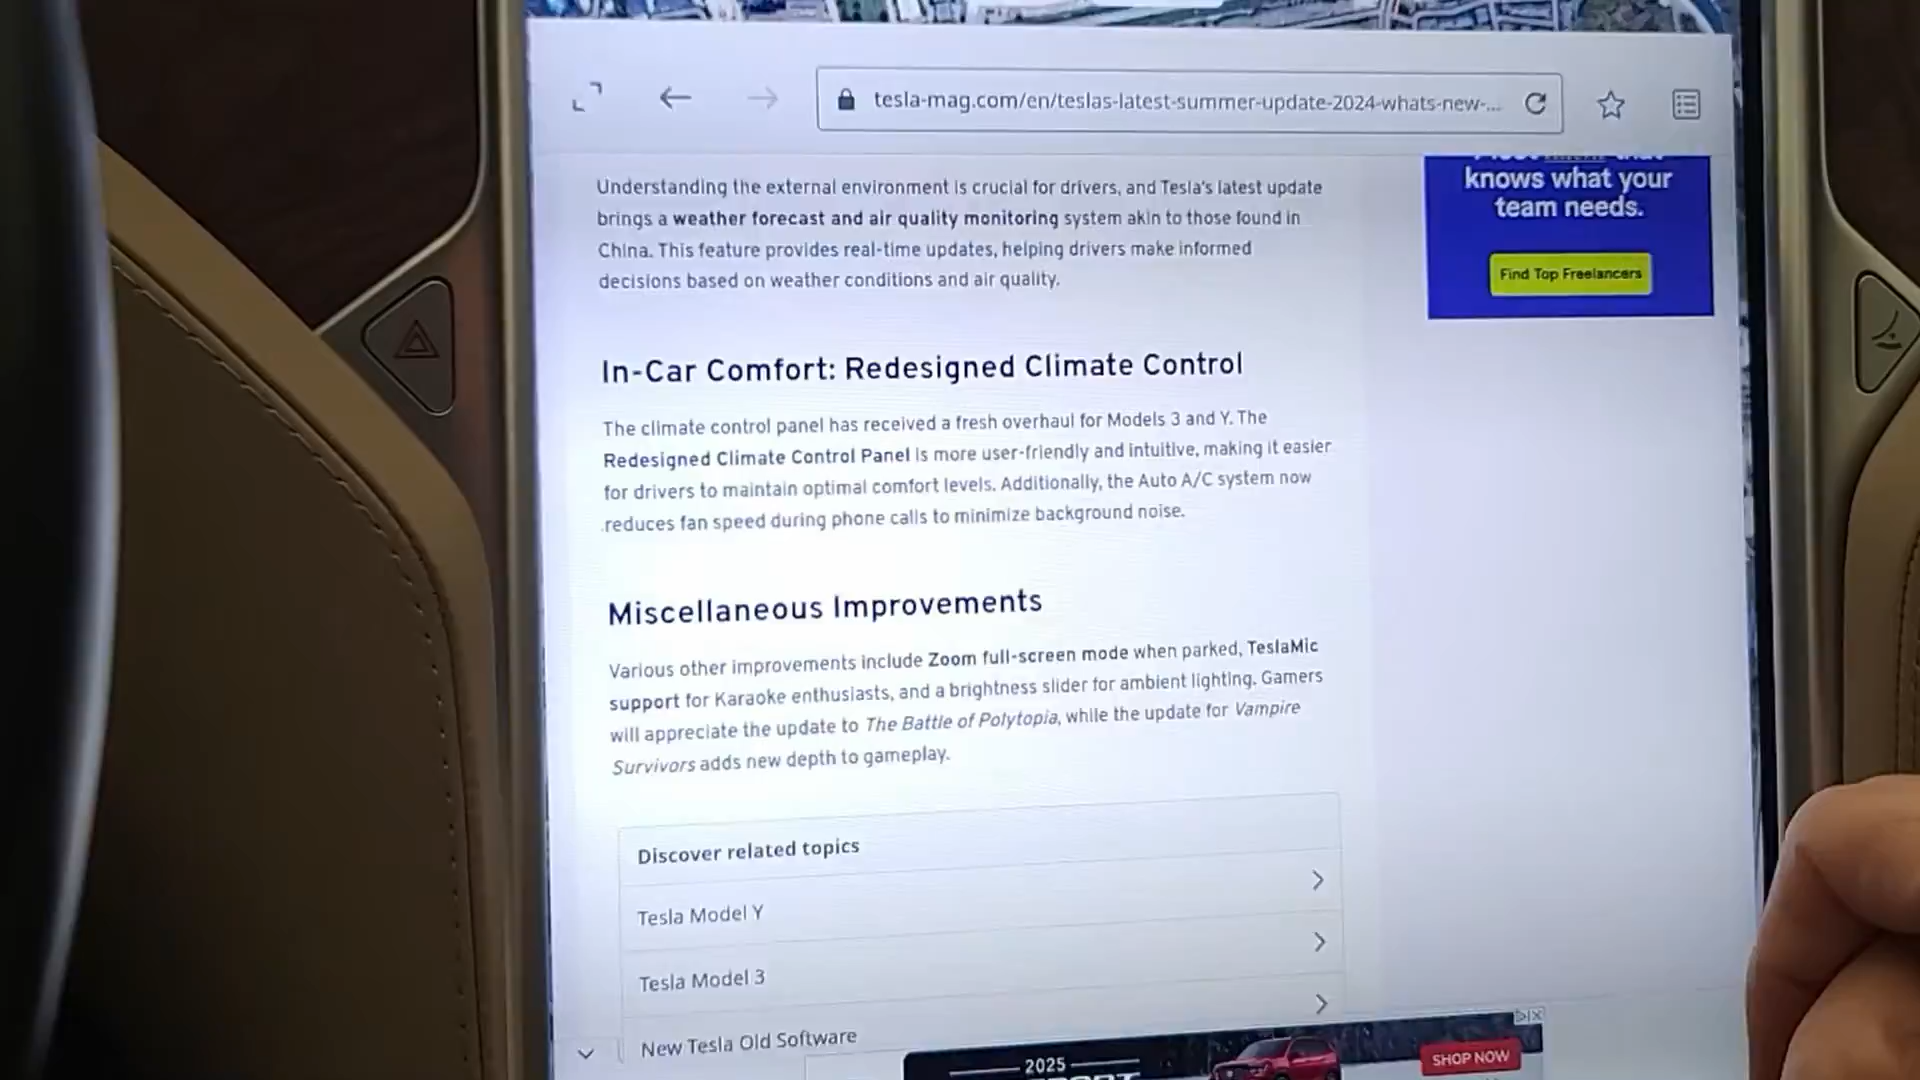 tesla-mag.com/en/teslas-latest-summer-update-2024-whats-new-...
Understanding the external environment is crucial for drivers, and Tesla's latest update
brings a weather forecast and air quality monitoring system akin to those found in
China. This feature provides real-time updates, helping drivers make informed
decisions based on weather conditions and air quality.
knows what your
team needs.
Find Top Freelancers
In-Car Comfort: Redesigned Climate Control
The climate control panel has received a fresh overhaul for Models 3 and Y. The
Redesigned Climate Control Panel is more user-friendly and intuitive, making it easier
for drivers to maintain optimal comfort levels. Additionally, the Auto A/C system now
reduces fan speed during phone calls to minimize background noise.
Miscellaneous Improvements
Various other improvements include Zoom full-screen mode when parked, TeslaMic
support for Karaoke enthusiasts, and a brightness slider for ambient lighting. Gamers
will appreciate the update to The Battle of Polytopia, while the update for Vampire
Survivors adds new depth to gameplay.
Discover related topics
Tesla Model Y
Tesla Model 3
New Tesla Old Software
2025
SHOP NOW